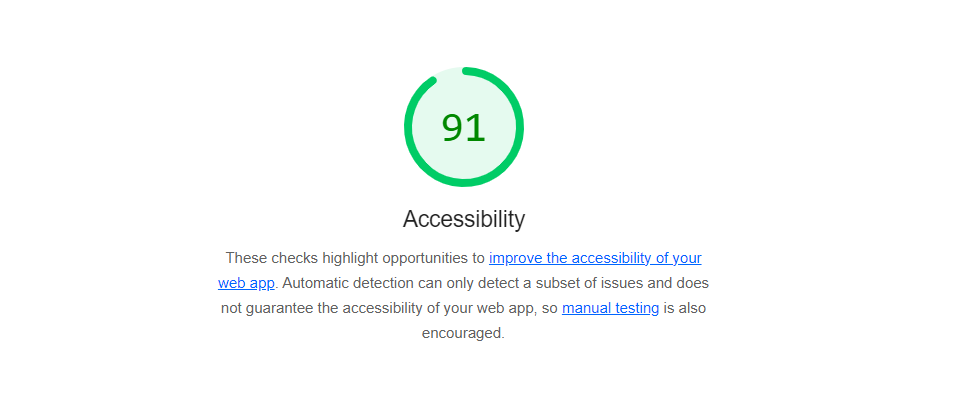 91
Accessibility
These checks highlight opportunities to improve the accessibility of your
web app. Automatic detection can only detect a subset of issues and does
not guarantee the accessibility of your web app, so manual testing is also
encouraged.